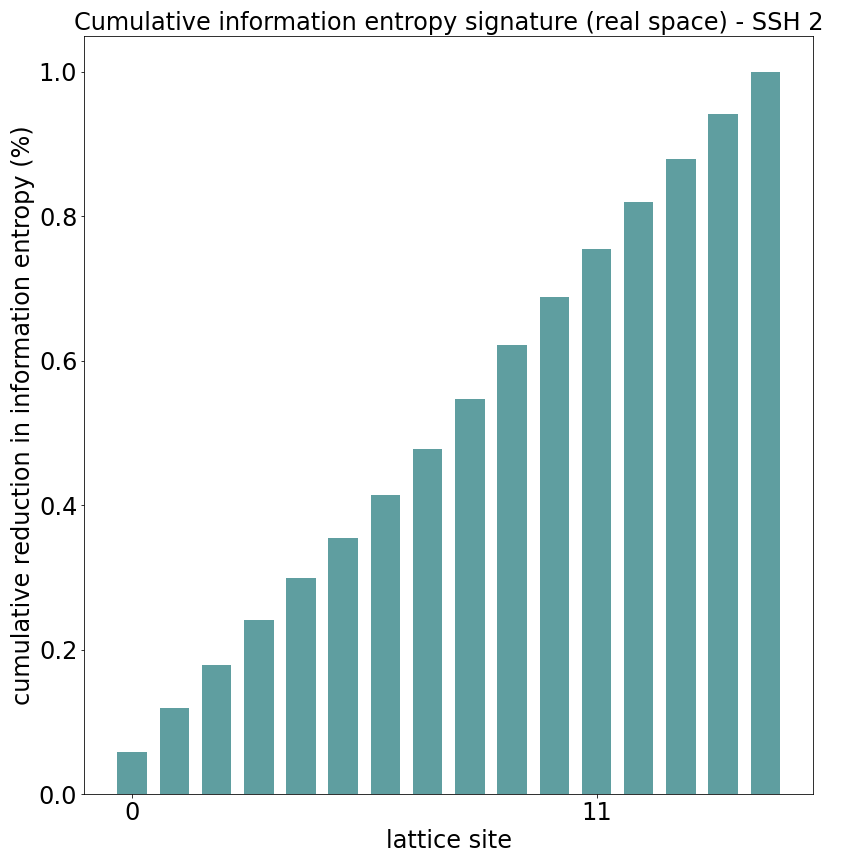 Cumulative information entropy signature (real space) - SSH 2
cumulative reduction in information entropy (%)
1.0
0.8
0.6
0.4
0.2
0.0
0
11
lattice site